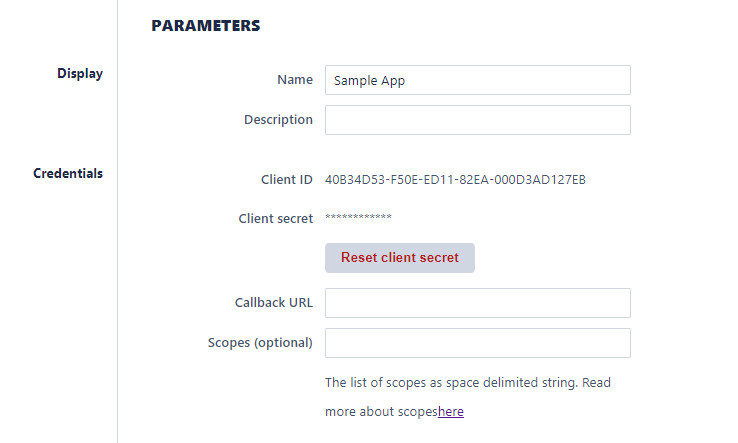 PARAMETERS
Display
Name Sample App
Description
Credentials
Client ID 40B34D53-F50E-ED11-82EA-000D3AD127EB
Client secret ************
Reset client secret
Callback URL
Scopes (optional)
The list of scopes as space delimited string. Read
more about scopeshere